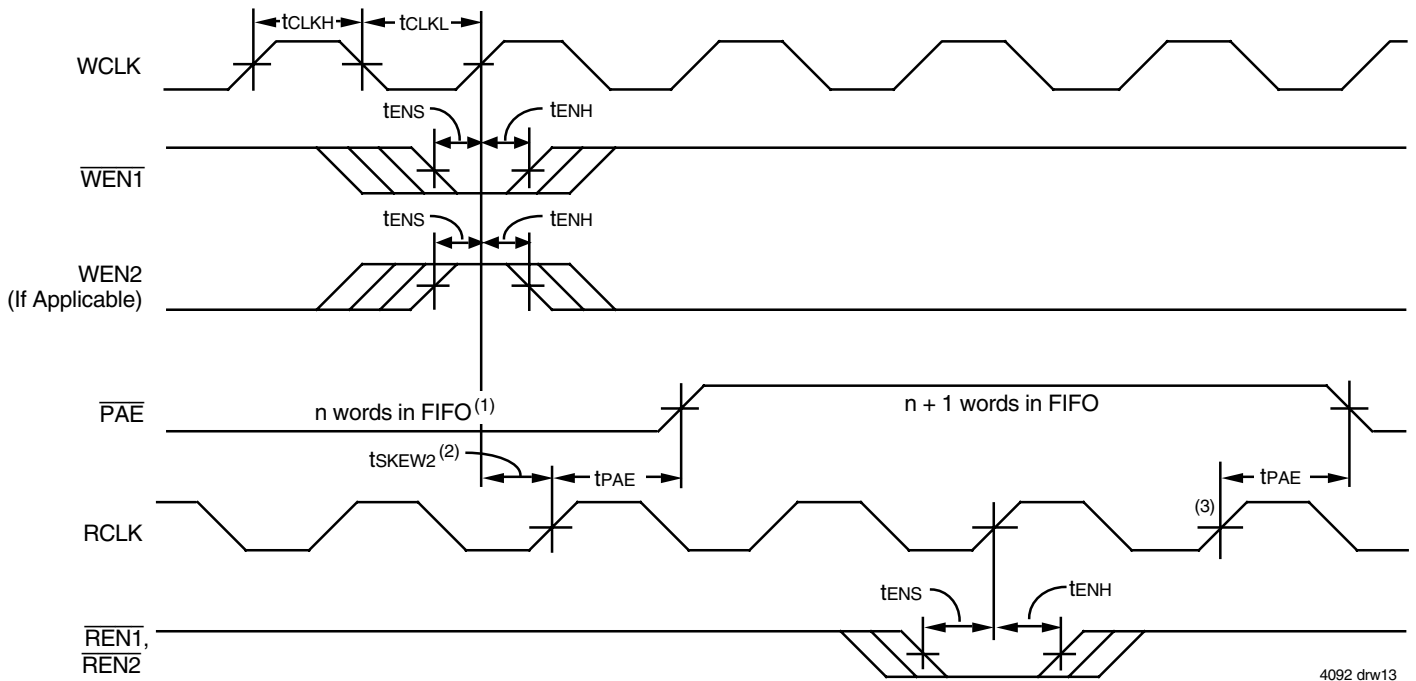 tCLKH
tCLKL
WCLK
tENS
tENH
WEN1
tENS
tENH
WEN2
(If Applicable)
PAE
n words in FIFO(1)
n + 1 words in FIFO
tSKEW2(2)
tPAE
tPAE
(3)
RCLK
tENS
tENH
REN1,
REN2
4092 drw13